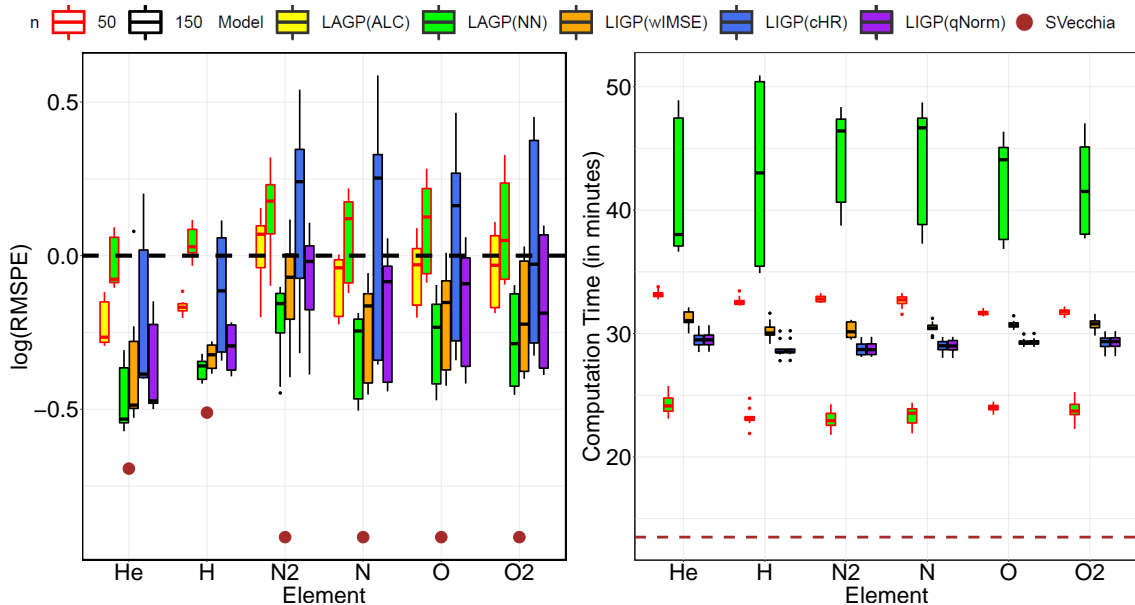 n 50 150 Model LAGP(ALC) LAGP(NN) LIGP(wIMSE) LIGP(cHR) LIGP(qNorm) SVecchia
log(RMSPE)
0.5
0.0
−0.5
He H N2 N O O2
Element
Computation Time (in minutes)
50
40
30
20
He H N2 N O O2
Element